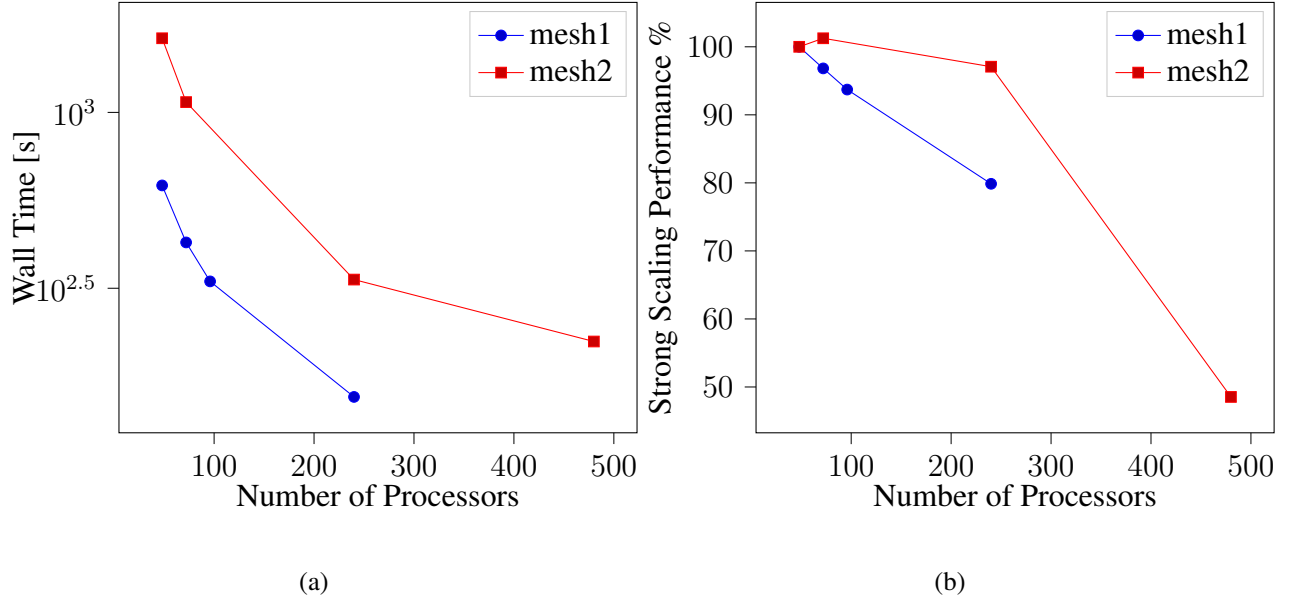 mesh1
mesh2
10^3
10^2.5
Wall Time [s]
100 200 300 400 500
Number of Processors
(a)
mesh1
mesh2
100
90
80
70
60
50
Strong Scaling Performance %
100 200 300 400 500
Number of Processors
(b)